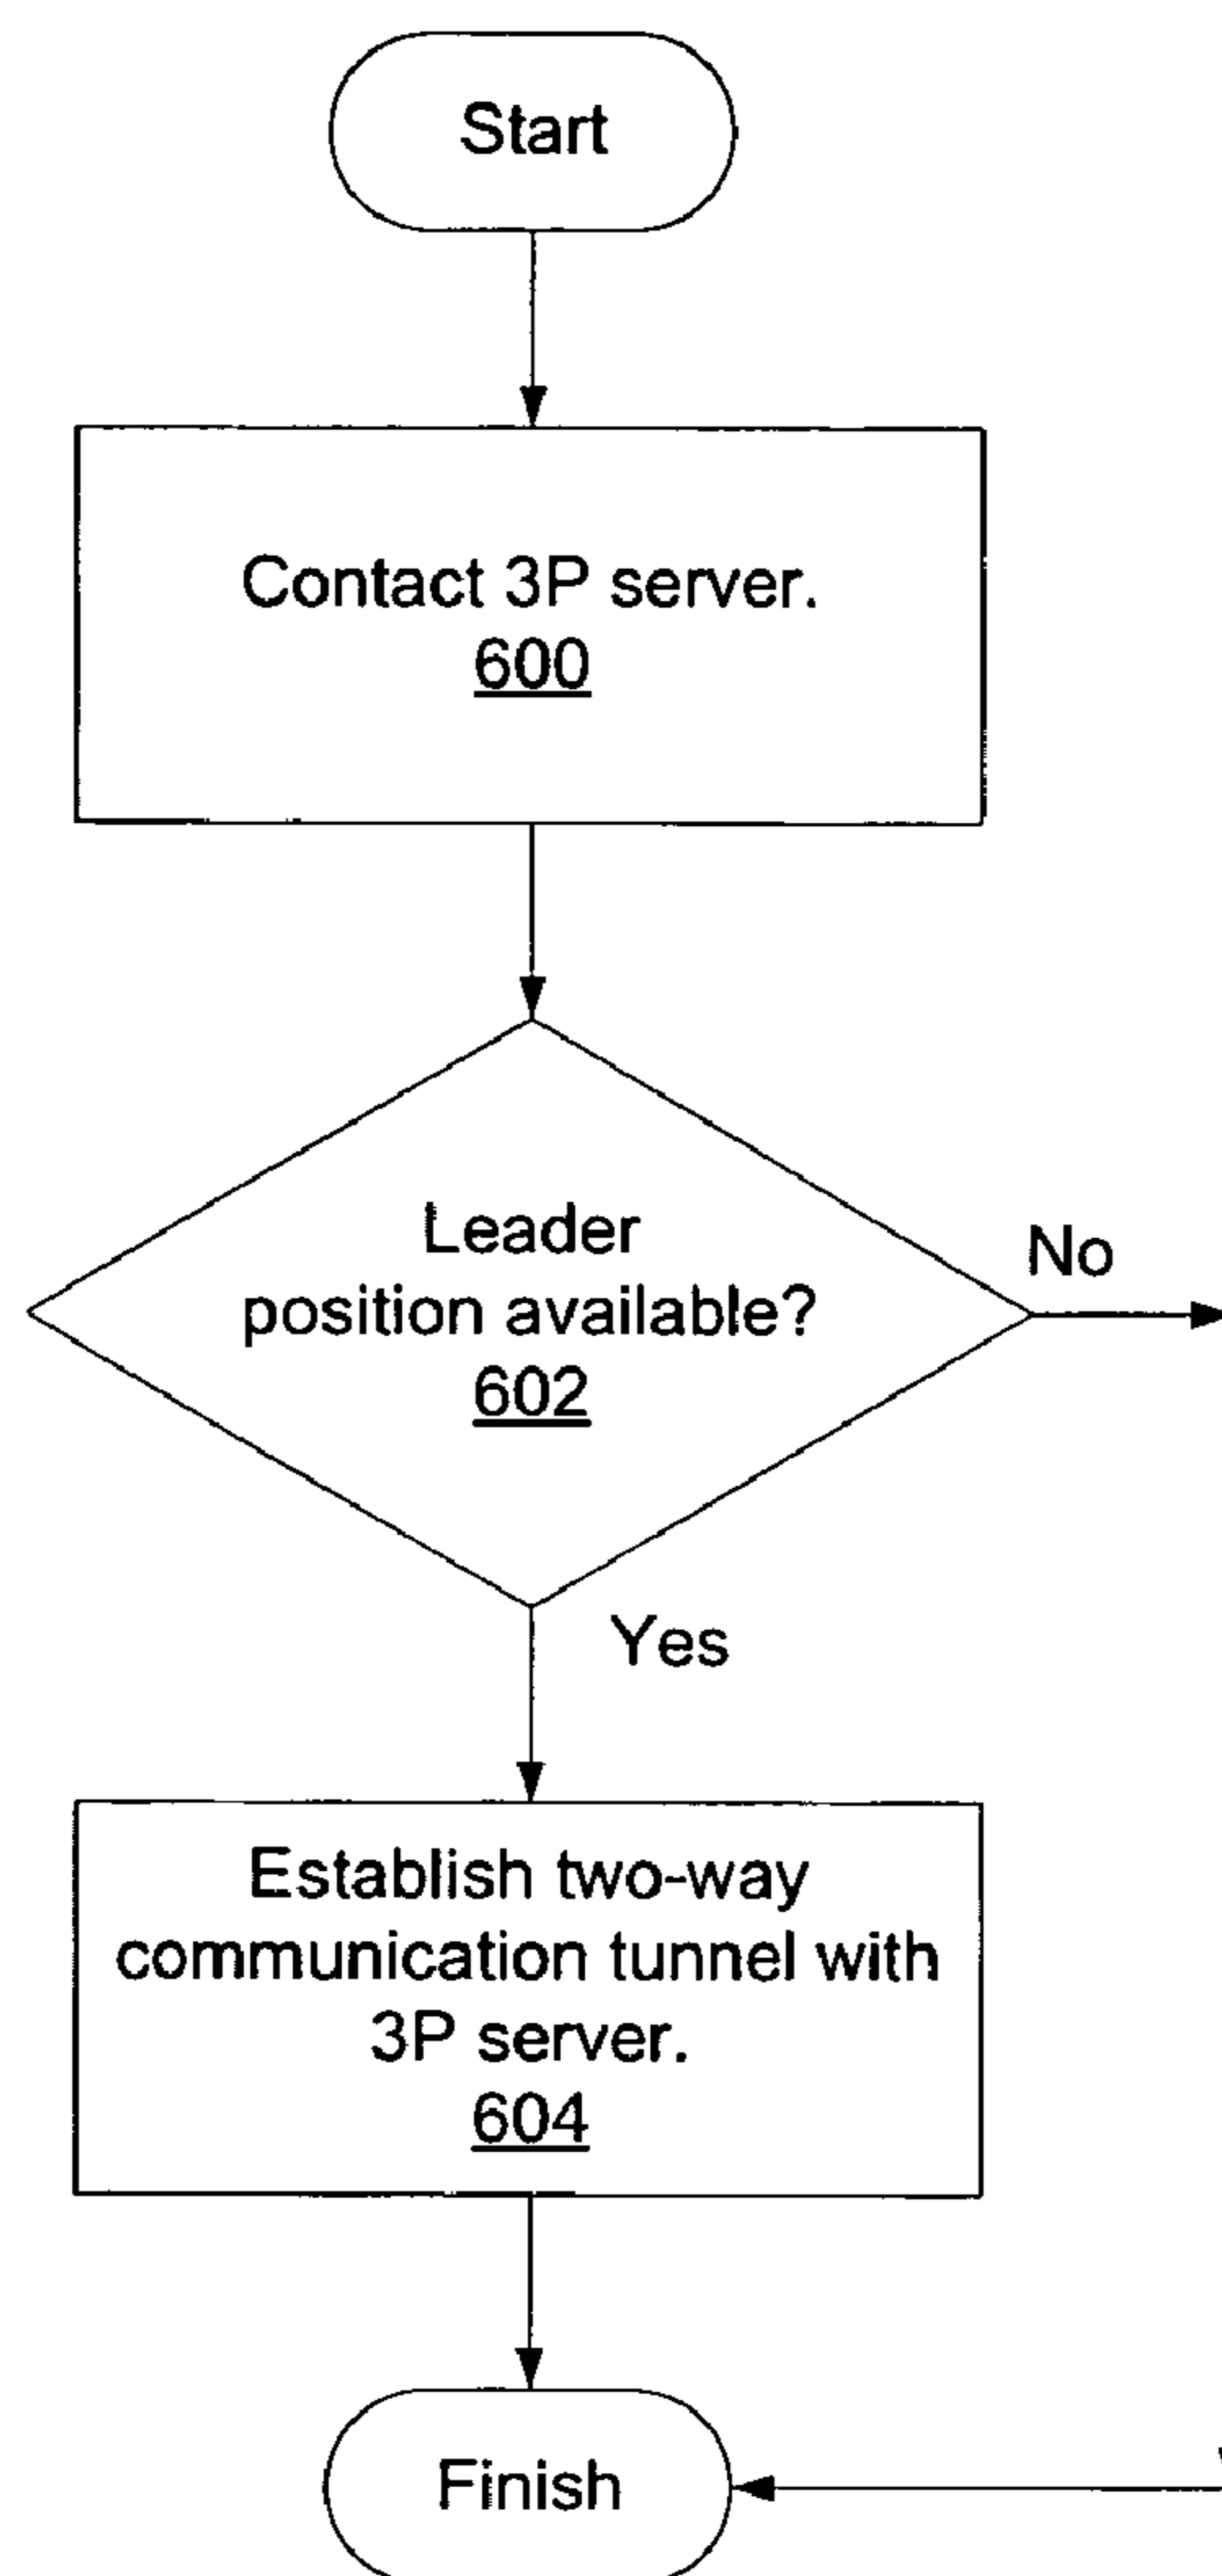 Start
Contact 3P server.
600
Leader
position available?
602
No
Yes
Establish two-way
communication tunnel with
3P server.
604
Finish